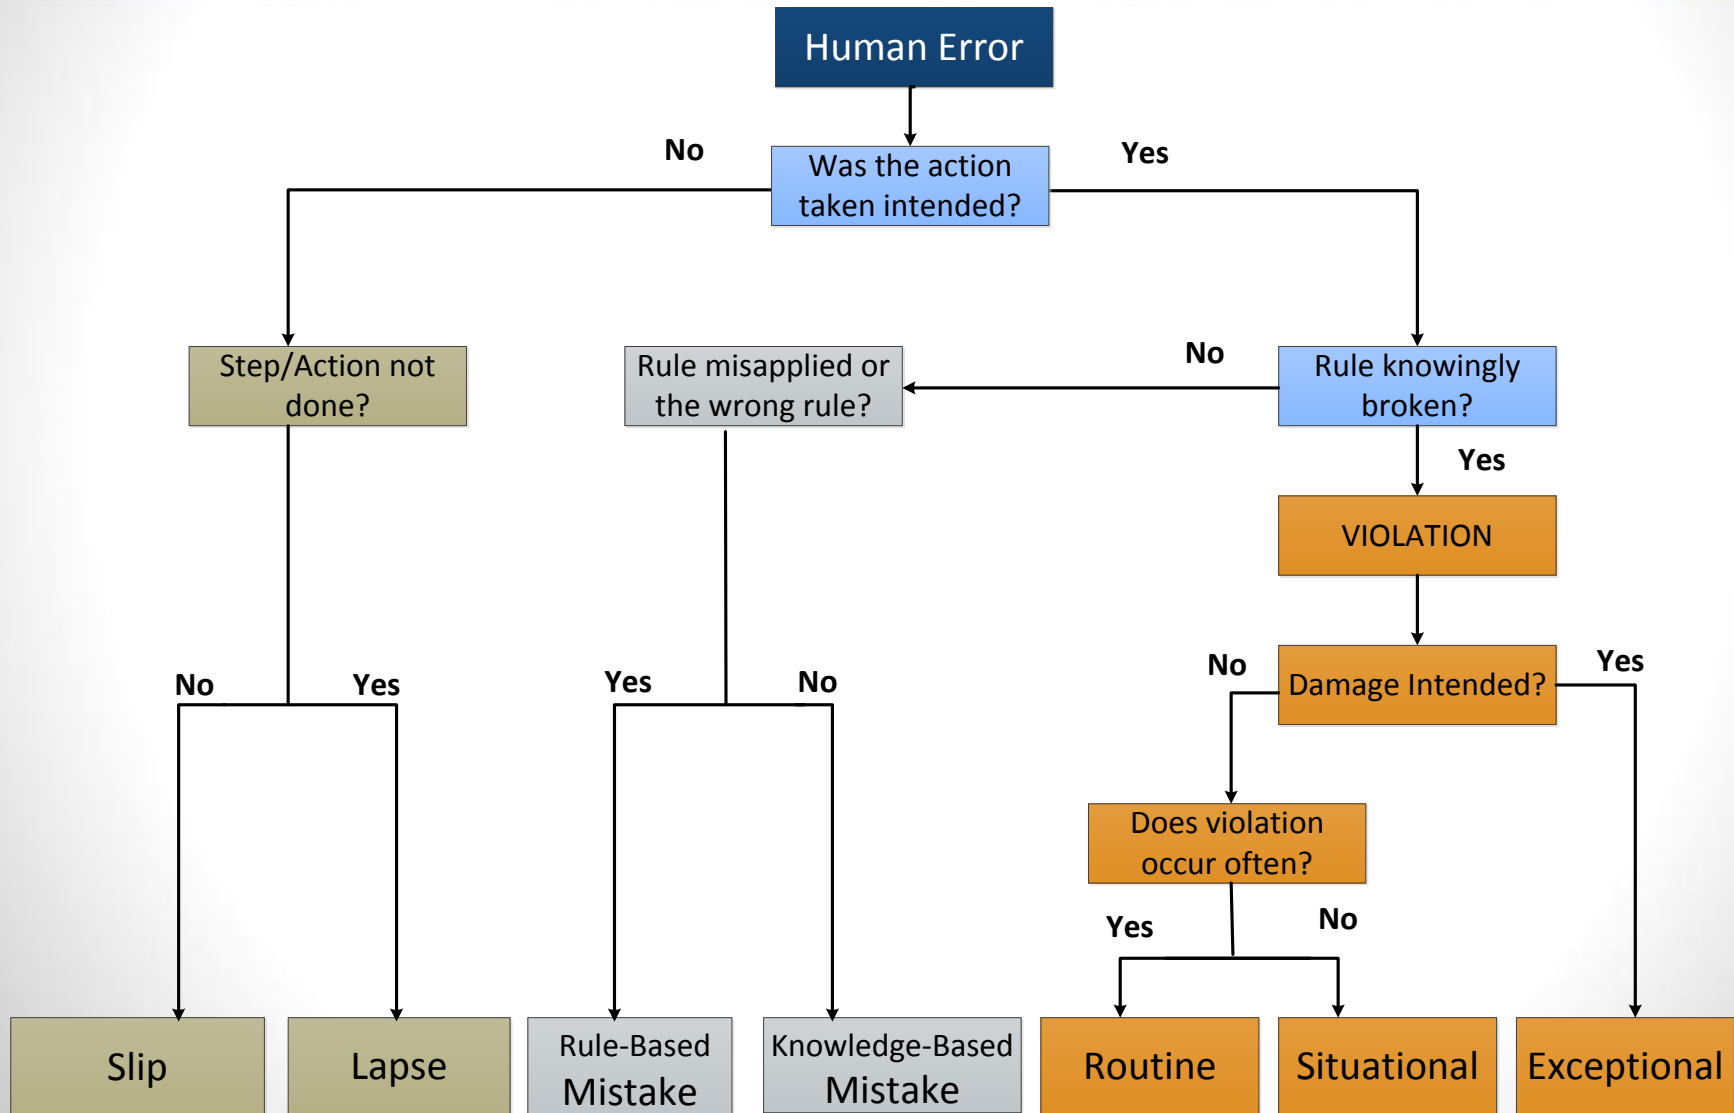 Human Error
No
Yes
Was the action
taken intended?
Step/Action not
done?
Rule misapplied or
the wrong rule?
No
Rule knowingly
broken?
Yes
VIOLATION
No
Yes
Damage Intended?
No
Yes
Yes
No
Does violation
occur often?
Yes
No
Slip
Lapse
Rule-Based
Mistake
Knowledge-Based
Mistake
Routine
Situational
Exceptional